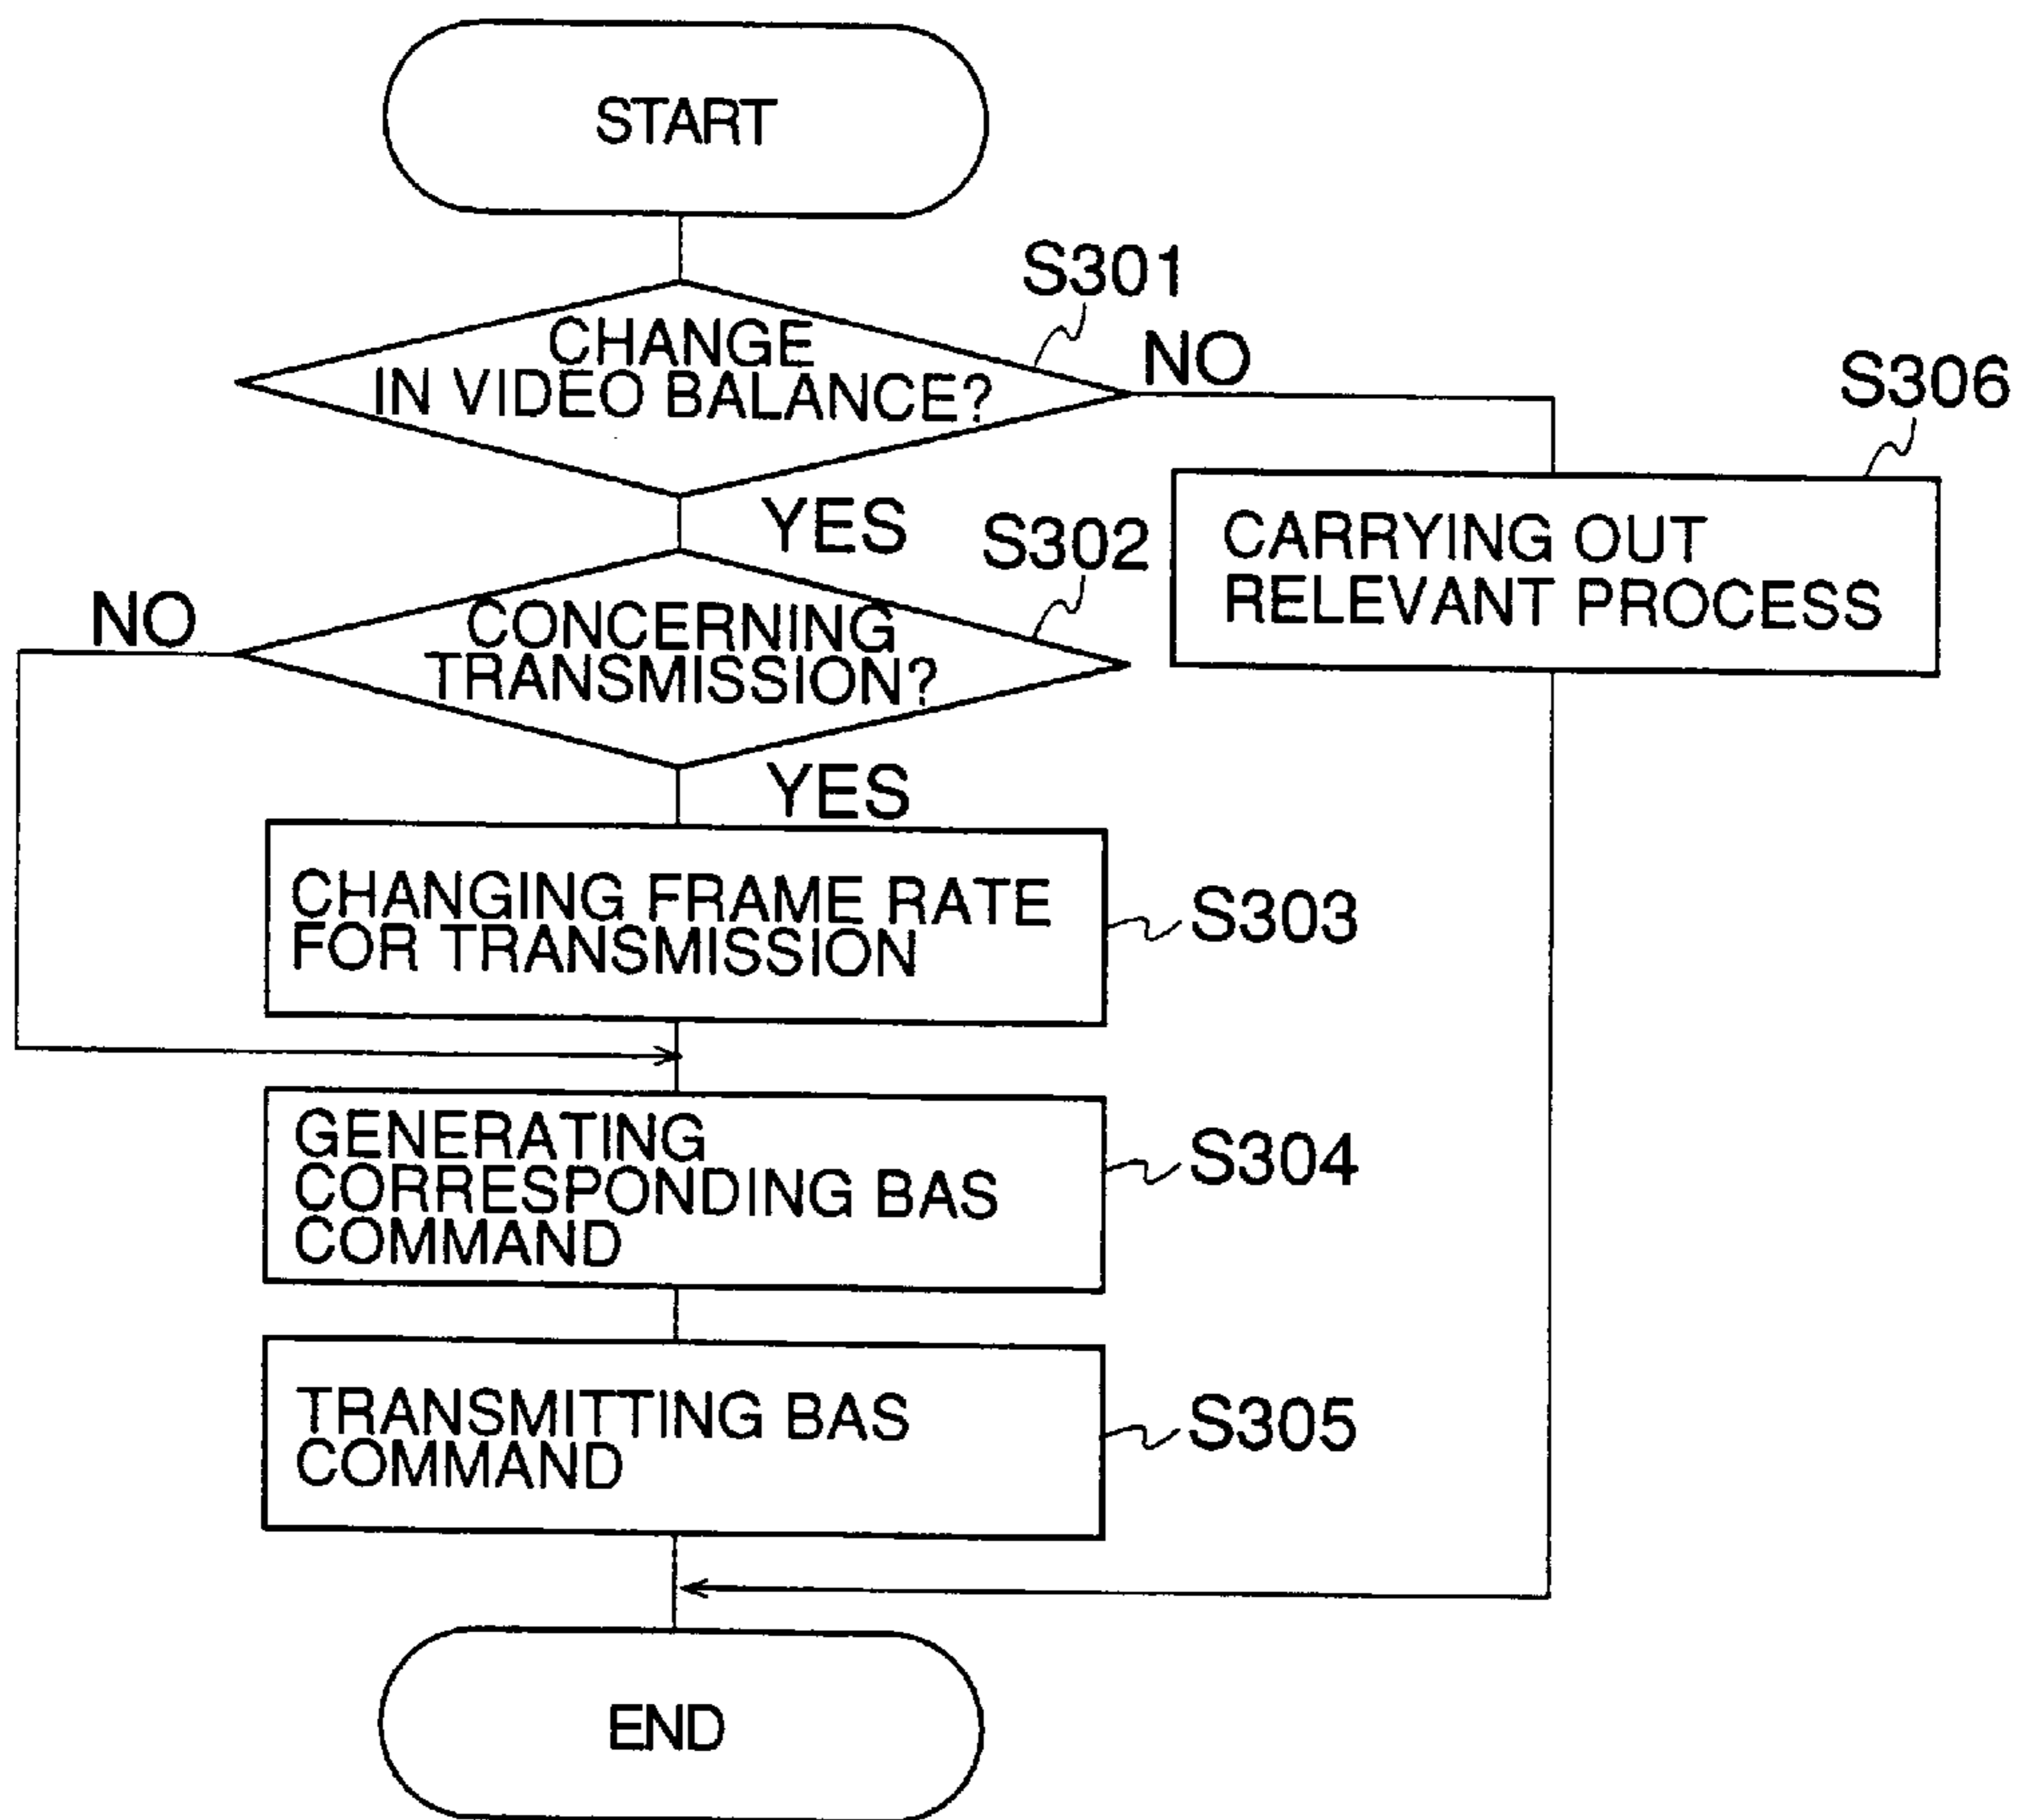 START
S301
CHANGE
IN VIDEO BALANCE?
NO
S306
YES
CARRYING OUT
RELEVANT PROCESS
S302
NO
CONCERNING
TRANSMISSION?
YES
CHANGING FRAME RATE
FOR TRANSMISSION
S303
GENERATING
CORRESPONDING BAS
COMMAND
S304
TRANSMITTING BAS
COMMAND
S305
END